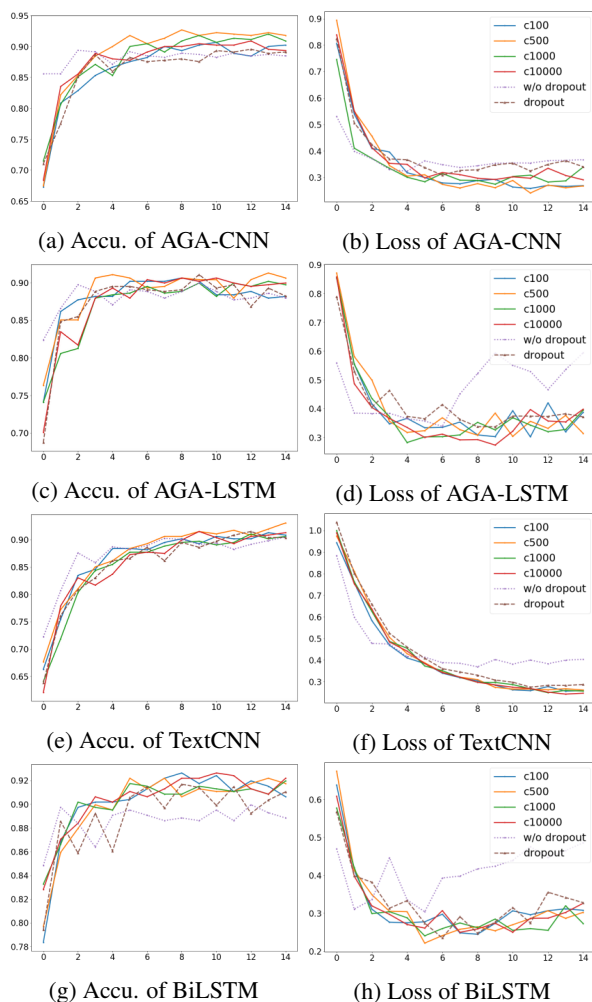 0.95
0.90
0.85
0.80
0.75
0.70
0.65
0 2 4 6 8 10 12 14
(a) Accu. of AGA-CNN
0.9
0.8
0.7
0.6
0.5
0.4
0.3
0 2 4 6 8 10 12 14
c100
c500
c1000
c10000
w/o dropout
dropout
(b) Loss of AGA-CNN
0.90
0.85
0.80
0.75
0.70
0 2 4 6 8 10 12 14
(c) Accu. of AGA-LSTM
0.9
0.8
0.7
0.6
0.5
0.4
0.3
0 2 4 6 8 10 12 14
c100
c500
c1000
c10000
w/o dropout
dropout
(d) Loss of AGA-LSTM
0.90
0.85
0.80
0.75
0.70
0.65
0 2 4 6 8 10 12 14
(e) Accu. of TextCNN
1.0
0.9
0.8
0.7
0.6
0.5
0.4
0.3
0 2 4 6 8 10 12 14
c100
c500
c1000
c10000
w/o dropout
dropout
(f) Loss of TextCNN
0.92
0.90
0.88
0.86
0.84
0.82
0.80
0.78
0 2 4 6 8 10 12 14
(g) Accu. of BiLSTM
0.6
0.5
0.4
0.3
0.2
0 2 4 6 8 10 12 14
c100
c500
c1000
c10000
w/o dropout
dropout
(h) Loss of BiLSTM